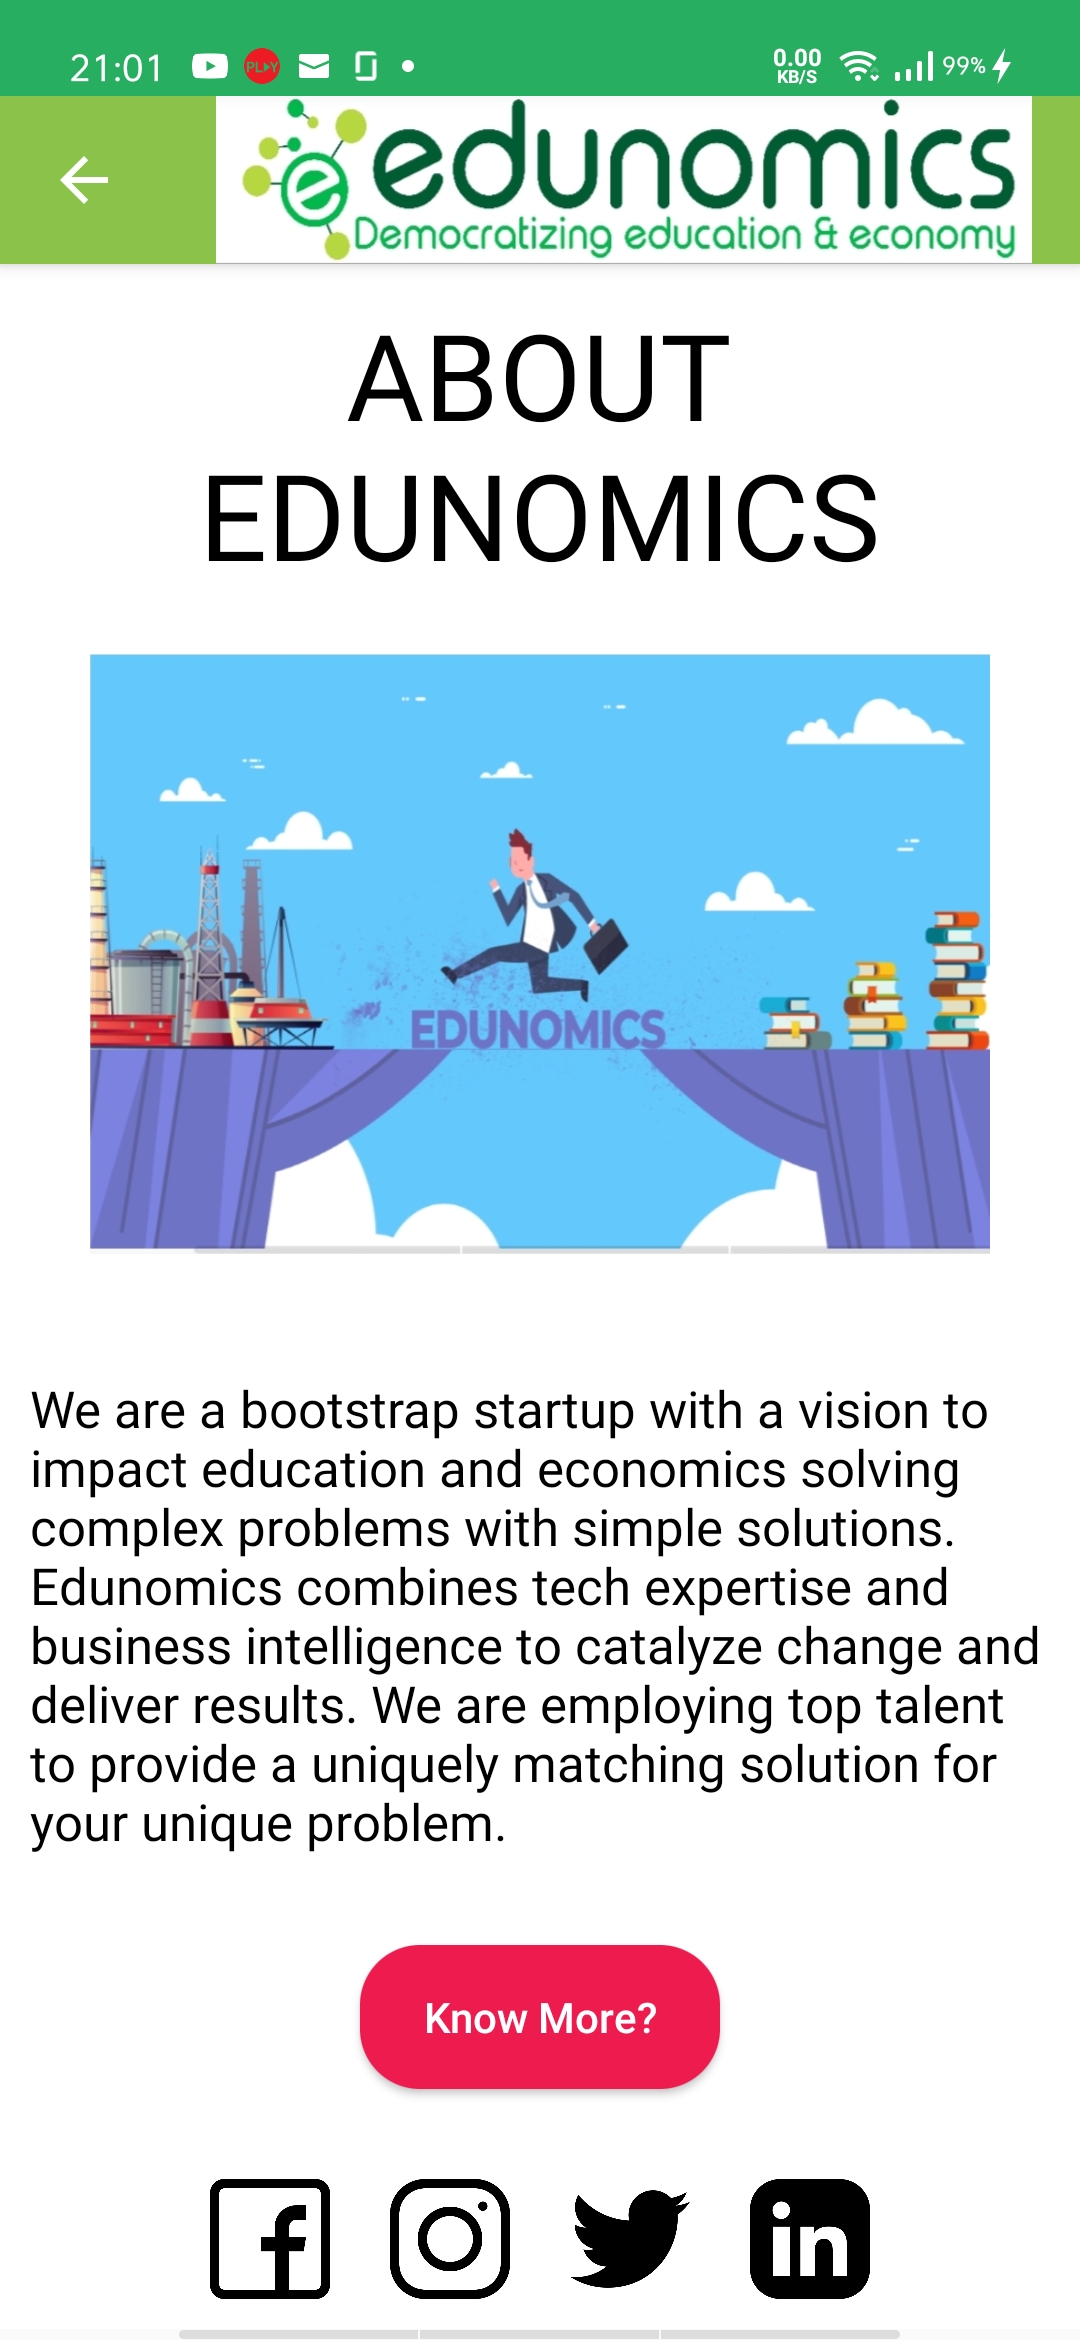 21:01
PLAY
0.00
KB/S
99%
e
edunomics
Democratizing education & economy
ABOUT
EDUNOMICS
EDUNOMICS
We are a bootstrap startup with a vision to
impact education and economics solving
complex problems with simple solutions.
Edunomics combines tech expertise and
business intelligence to catalyze change and
deliver results. We are employing top talent
to provide a uniquely matching solution for
your unique problem.
Know More?
f
in